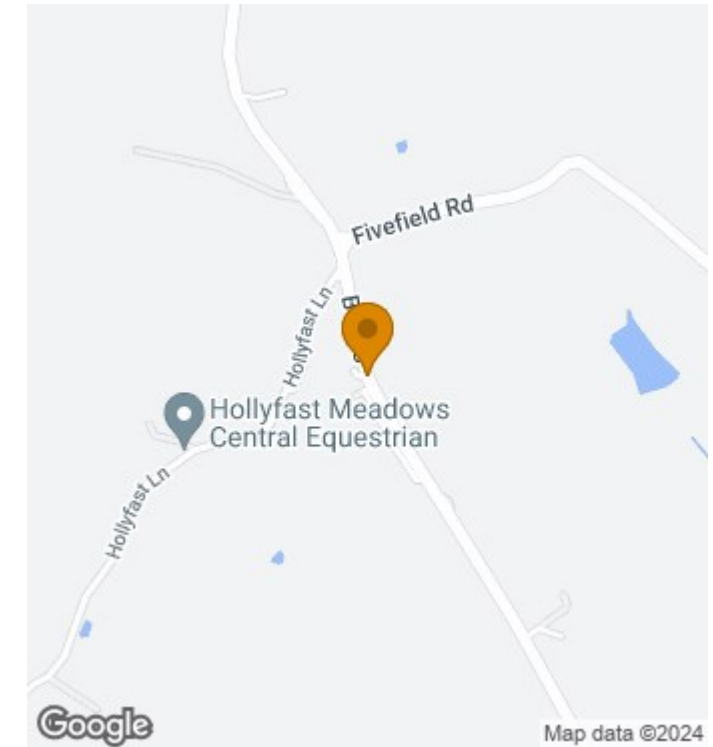 Fivefield Rd
Hollyfast Ln
Hollyfast Meadows
Central Equestrian
Hollyfast Ln
Google
Map data ©2024